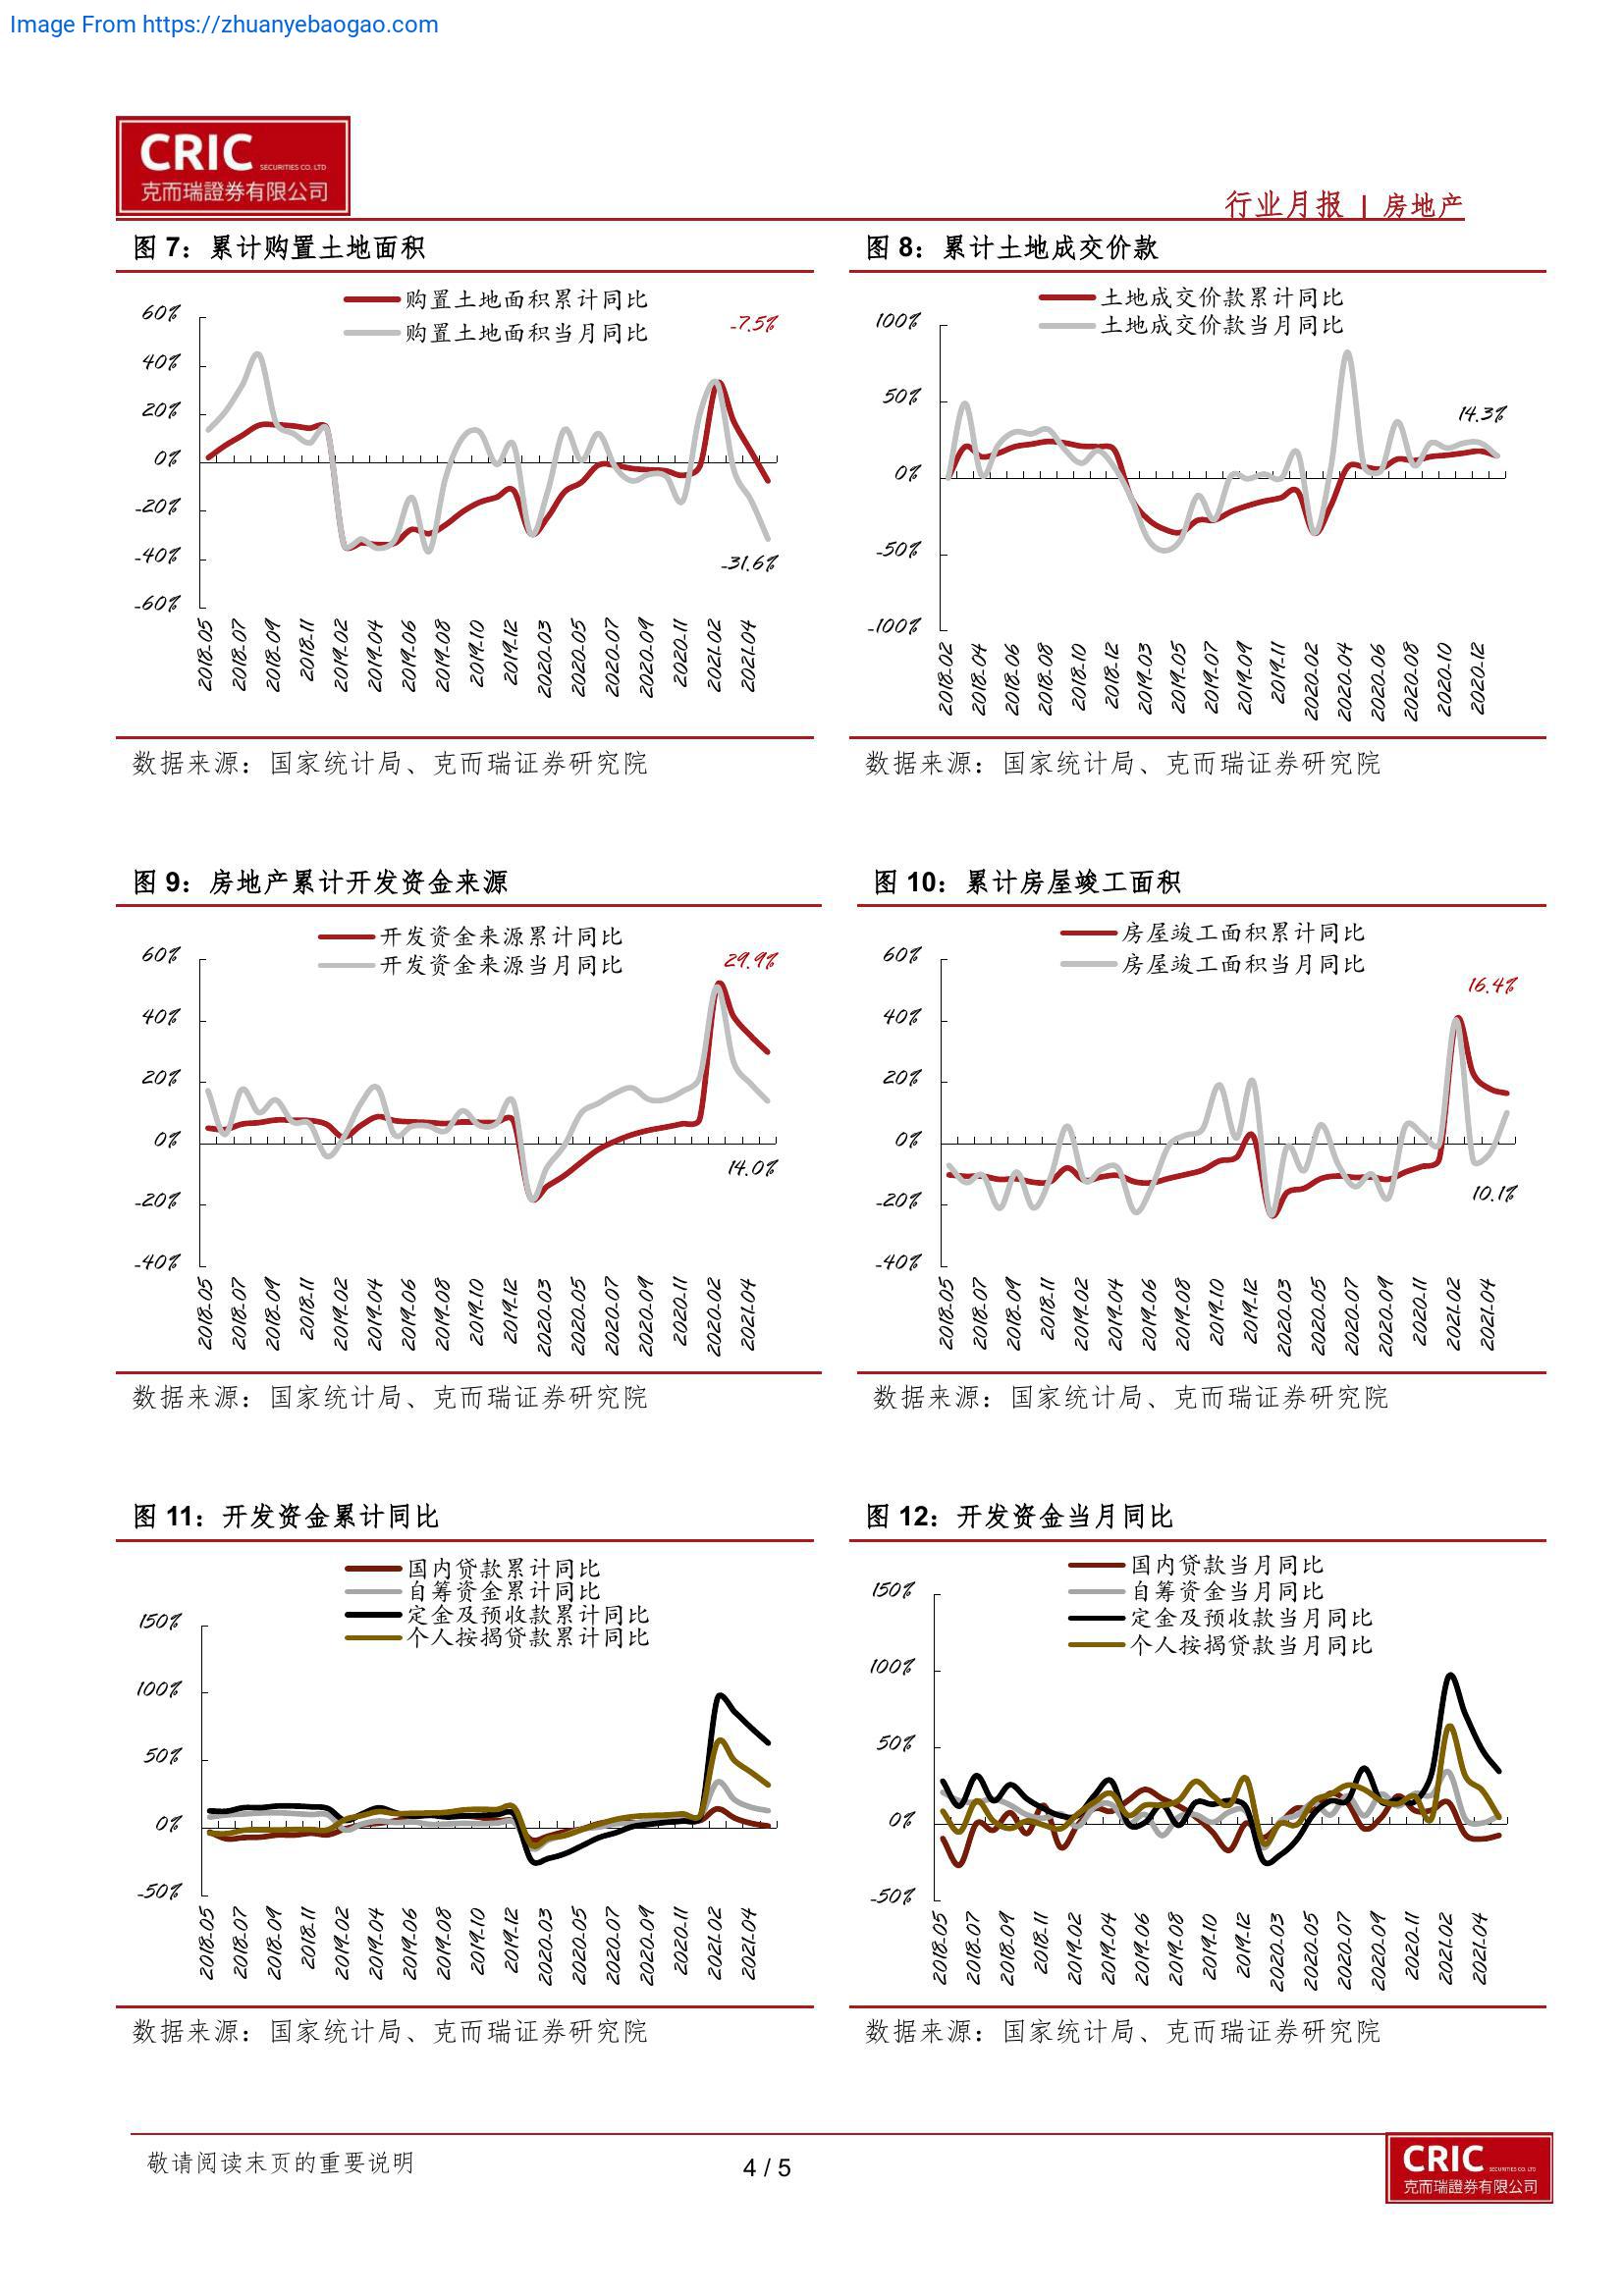 Image From https://zhuanyebaogao.com
CRIC SECURITIES CO., LTD
克而瑞證券有限公司
行业月报 | 房地产
图 7：累计购置土地面积
购置土地面积累计同比
购置土地面积当月同比
-7.5%
60%
40%
20%
0%
-20%
-40%
-60%
-31.6%
2018.05 2018.07 2018.09 2018.11 2019.02 2019.04 2019.06 2019.08 2019.10 2019.12 2020.03 2020.05 2020.07 2020.09 2020.11 2021.02 2021.04
数据来源：国家统计局、克而瑞证券研究院
图 8：累计土地成交价款
土地成交价款累计同比
土地成交价款当月同比
100%
50%
0%
-50%
-100%
14.3%
2018.02 2018.04 2018.06 2018.08 2018.10 2018.12 2019.03 2019.05 2019.07 2019.09 2019.11 2020.02 2020.04 2020.06 2020.08 2020.10 2020.12
数据来源：国家统计局、克而瑞证券研究院
图 9：房地产累计开发资金来源
开发资金来源累计同比
开发资金来源当月同比
29.9%
60%
40%
20%
0%
-20%
-40%
14.0%
2018.05 2018.07 2018.09 2018.11 2019.02 2019.04 2019.06 2019.08 2019.10 2019.12 2020.03 2020.05 2020.07 2020.09 2020.11 2020.02 2021.04
数据来源：国家统计局、克而瑞证券研究院
图 10：累计房屋竣工面积
房屋竣工面积累计同比
房屋竣工面积当月同比
16.4%
60%
40%
20%
0%
-20%
-40%
10.1%
2018.05 2018.07 2018.09 2018.11 2019.02 2019.04 2019.06 2019.08 2019.10 2019.12 2020.03 2020.05 2020.07 2020.09 2020.11 2021.02 2021.04
数据来源：国家统计局、克而瑞证券研究院
图 11：开发资金累计同比
国内贷款累计同比
自筹资金累计同比
定金及预收款累计同比
个人按揭贷款累计同比
150%
100%
50%
0%
-50%
2018.05 2018.07 2018.09 2018.11 2019.02 2019.04 2019.06 2019.08 2019.10 2019.12 2020.03 2020.05 2020.07 2020.09 2020.11 2021.02 2021.04
数据来源：国家统计局、克而瑞证券研究院
图 12：开发资金当月同比
国内贷款当月同比
自筹资金当月同比
定金及预收款当月同比
个人按揭贷款当月同比
150%
100%
50%
0%
-50%
2018.05 2018.07 2018.09 2018.11 2019.02 2019.04 2019.06 2019.08 2019.10 2019.12 2020.03 2020.05 2020.07 2020.09 2020.11 2021.02 2021.04
数据来源：国家统计局、克而瑞证券研究院
敬请阅读末页的重要说明
4 / 5
CRIC SECURITIES CO., LTD
克而瑞證券有限公司